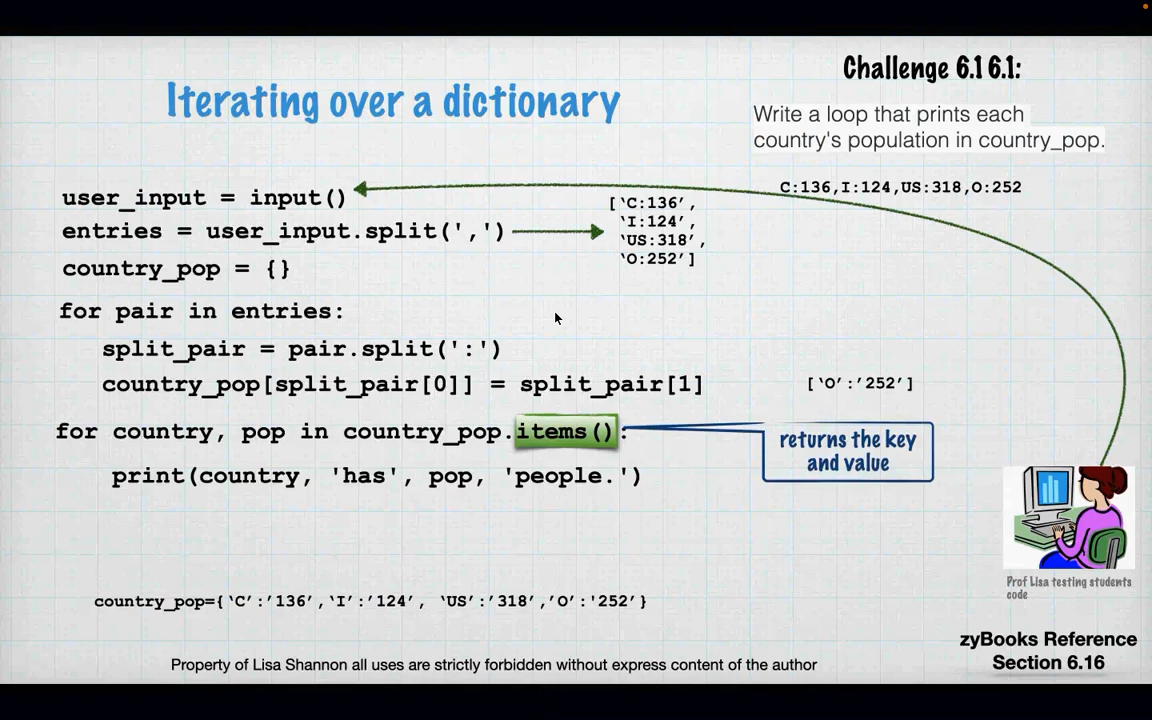 Challenge 6.1 6.1:
Iterating over a dictionary
Write a loop that prints each
country's population in country_pop.
C:136,I:124,US:318,O:252
user_input = input()
[‘C:136’,
‘I:124’,
‘US:318’,
‘O:252’]
entries = user_input.split(',')
country_pop = {}
for pair in entries:
split_pair = pair.split(':')
country_pop[split_pair[0]] = split_pair[1]
[‘O’:’252’]
for country, pop in country_pop.items():
returns the key
and value
print(country, 'has', pop, 'people.')
Prof Lisa testing students
code
country_pop={‘C’:’136’,‘I’:’124’, ‘US’:’318’,’O’:'252’}
zyBooks Reference
Section 6.16
Property of Lisa Shannon all uses are strictly forbidden without express content of the author